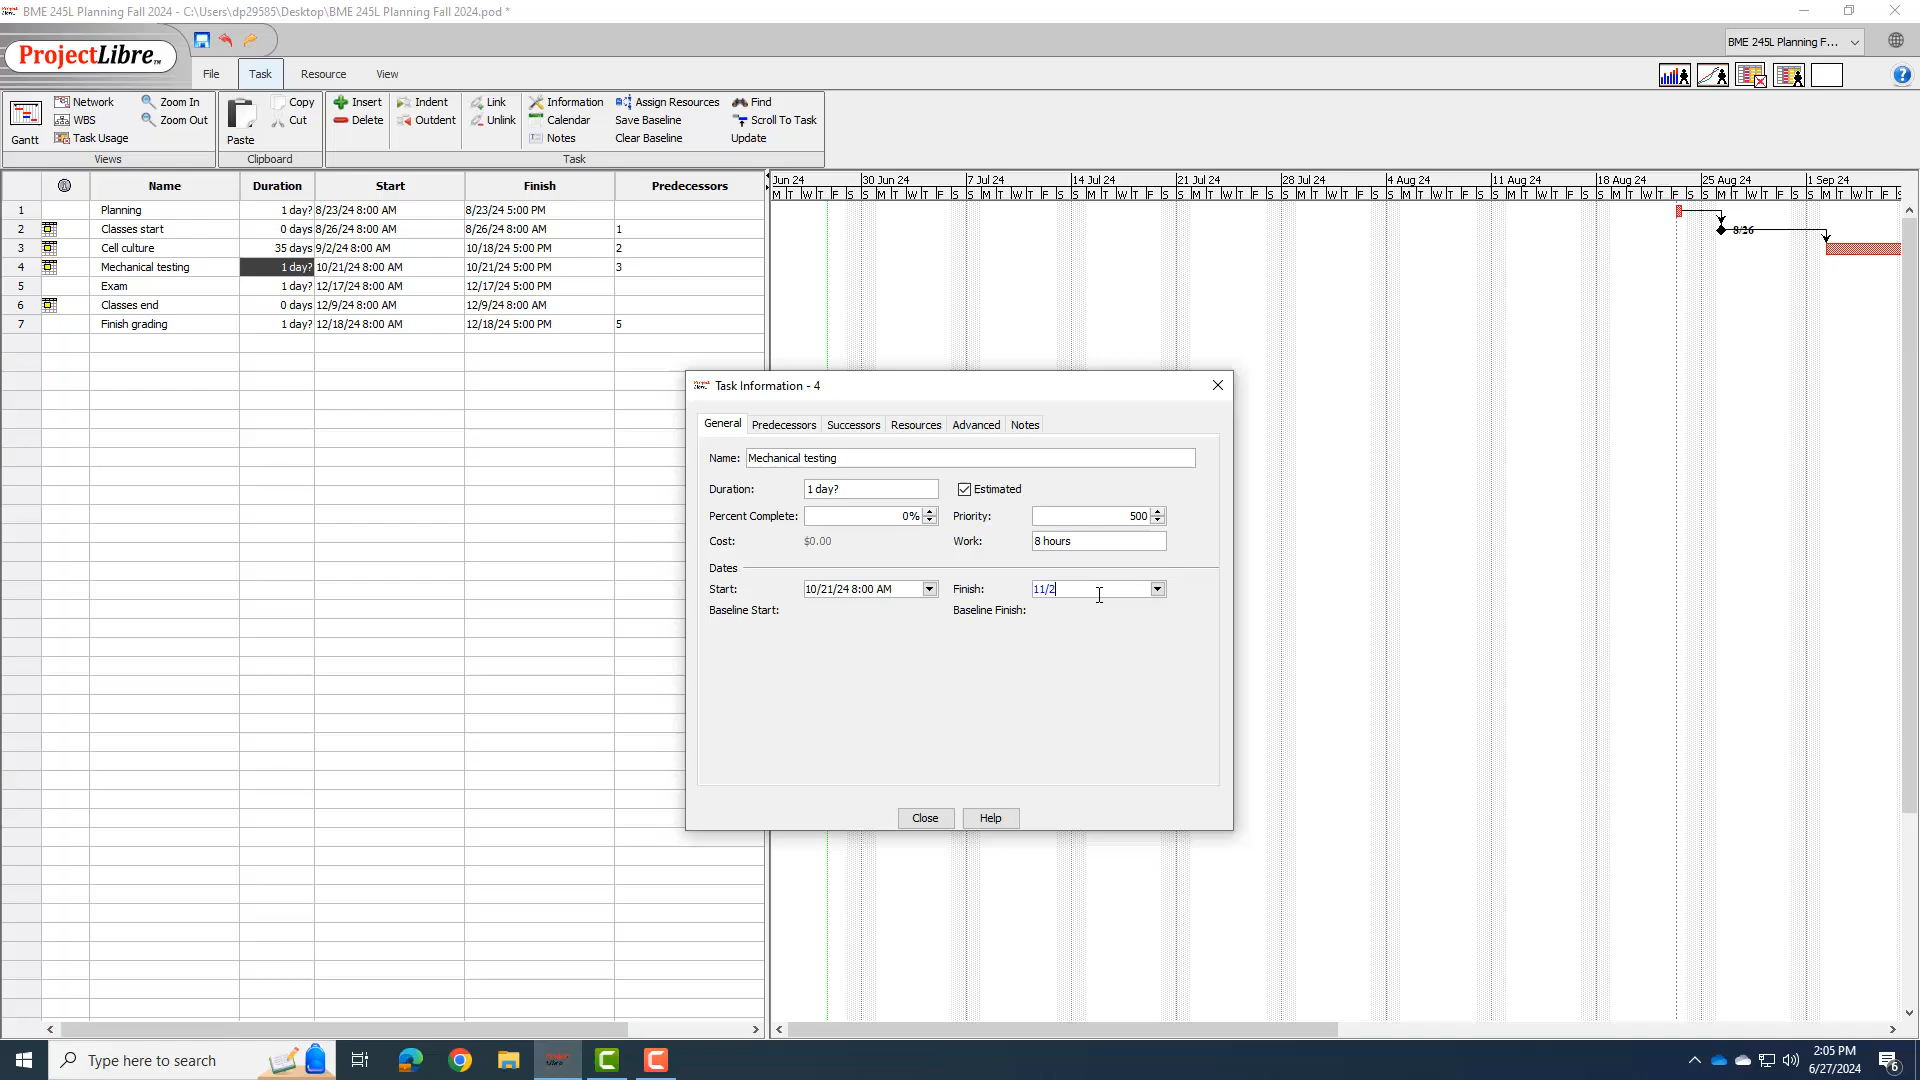 BME 245L Planning Fall 2024 - C:\Users\dp29585\Desktop\BME 245L Planning Fall 2024.pod *
ProjectLibre™
BME 245L Planning F...
File Task Resource View
Gantt
Network
WBS
Task Usage
Zoom In
Zoom Out
Views
Paste
Copy
Cut
Clipboard
Insert
Delete
Indent
Outdent
Link
Unlink
Information
Calendar
Notes
Assign Resources
Save Baseline
Clear Baseline
Find
Scroll To Task
Update
Task
Name Duration Start Finish Predecessors
1 Planning 1 day? 8/23/24 8:00 AM 8/23/24 5:00 PM
2 Classes start 0 days 8/26/24 8:00 AM 8/26/24 8:00 AM 1
3 Cell culture 35 days 9/2/24 8:00 AM 10/18/24 5:00 PM 2
4 Mechanical testing 1 day? 10/21/24 8:00 AM 10/21/24 5:00 PM 3
5 Exam 1 day? 12/17/24 8:00 AM 12/17/24 5:00 PM
6 Classes end 0 days 12/9/24 8:00 AM 12/9/24 8:00 AM
7 Finish grading 1 day? 12/18/24 8:00 AM 12/18/24 5:00 PM 5
Jun 24 30 Jun 24 7 Jul 24 14 Jul 24 21 Jul 24 28 Jul 24 4 Aug 24 11 Aug 24 18 Aug 24 25 Aug 24 1 Sep 24
M T W T F S S M T W T F S S M T W T F S S M T W T F S S M T W T F S S M T W T F S S M T W T F S S M T W T F S S M T W T F S S M T W T F S S M T W T F S
8/26
Task Information - 4
General Predecessors Successors Resources Advanced Notes
Name: Mechanical testing
Duration: 1 day? Estimated
Percent Complete: 0% Priority: 500
Cost: $0.00 Work: 8 hours
Dates
Start: 10/21/24 8:00 AM Finish: 11/2
Baseline Start: Baseline Finish:
Close Help
Type here to search
2:05 PM
6/27/2024
6